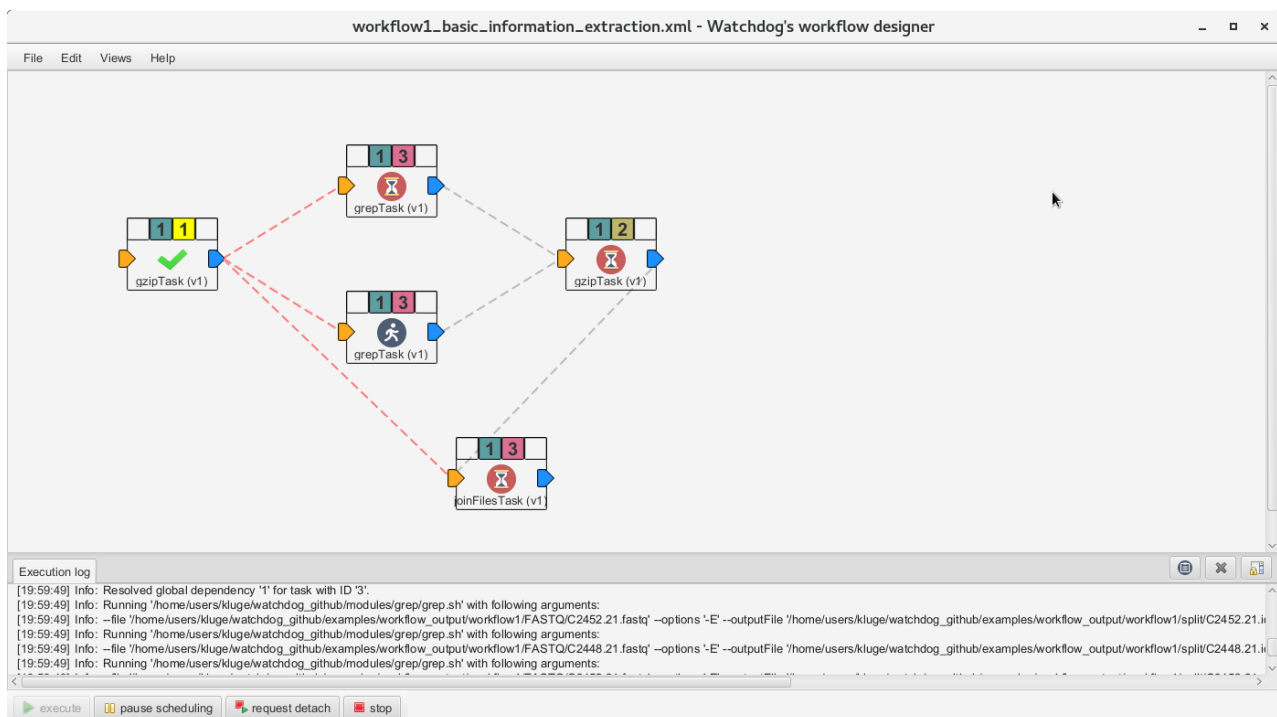 workflow1_basic_information_extraction.xml - Watchdog's workflow designer
File Edit Views Help
1 3
grepTask (v1)
1 1
gzipTask (v1)
1 2
gzipTask (v1)
1 3
grepTask (v1)
1 3
joinFilesTask (v1)
Execution log
[19:59:49] Info: Resolved global dependency '1' for task with ID '3'.
[19:59:49] Info: Running '/home/users/kluge/watchdog_github/modules/grep/grep.sh' with following arguments:
[19:59:49] Info: --file '/home/users/kluge/watchdog_github/examples/workflow_output/workflow1/FASTQ/C2452.21.fastq' --options '-E' --outputFile '/home/users/kluge/watchdog_github/examples/workflow_output/workflow1/split/C2452.21.i
[19:59:49] Info: Running '/home/users/kluge/watchdog_github/modules/grep/grep.sh' with following arguments:
[19:59:49] Info: --file '/home/users/kluge/watchdog_github/examples/workflow_output/workflow1/FASTQ/C2448.21.fastq' --options '-E' --outputFile '/home/users/kluge/watchdog_github/examples/workflow_output/workflow1/split/C2448.21.i
[19:59:49] Info: Running '/home/users/kluge/watchdog_github/modules/grep/grep.sh' with following arguments:
execute pause scheduling request detach stop